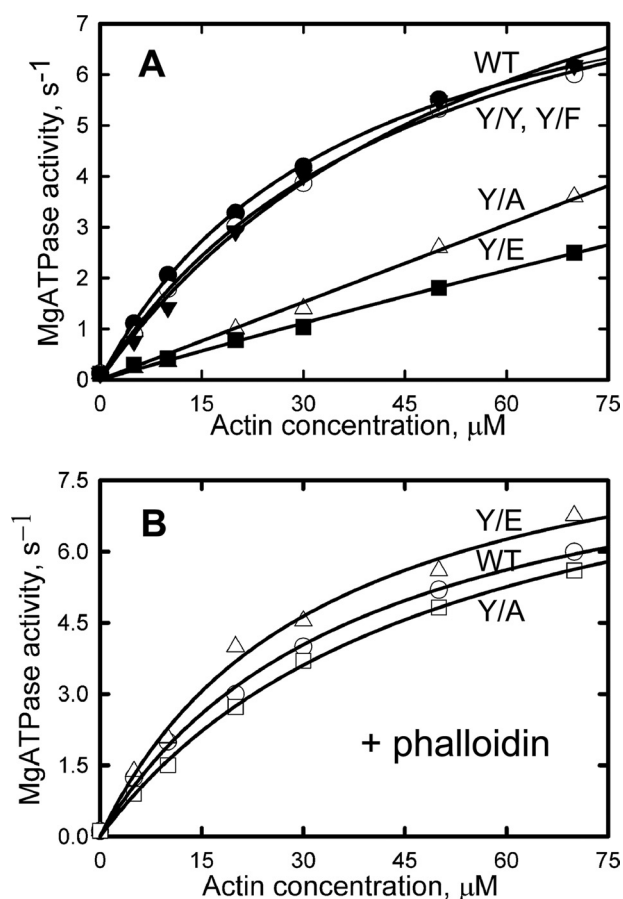 A
MgATPase activity, s⁻¹
7
6
5
4
3
2
1
0
WT
Y/Y, Y/F
Y/A
Y/E
0 15 30 45 60 75
Actin concentration, μM
B
MgATPase activity, s⁻¹
7.5
6.0
4.5
3.0
1.5
0.0
Y/E
WT
Y/A
+ phalloidin
0 15 30 45 60 75
Actin concentration, μM